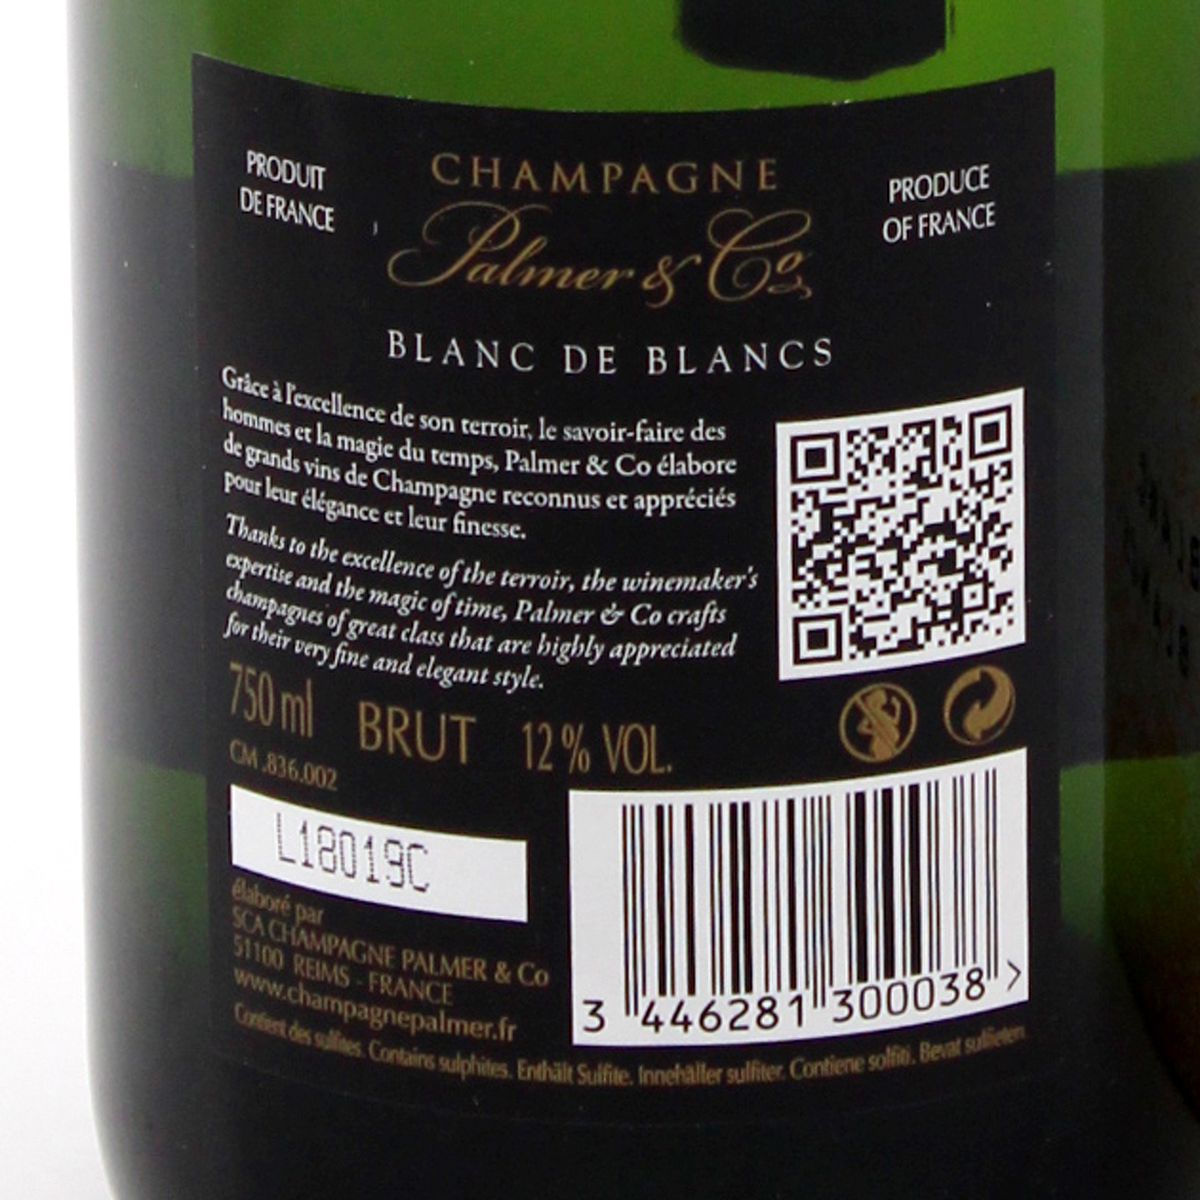 PRODUIT
DE FRANCE
CHAMPAGNE
Palmer & Co
PRODUCE
OF FRANCE
BLANC DE BLANCS
Grâce à l'excellence de son terroir, le savoir-faire des
hommes et la magie du temps, Palmer & Co élabore
de grands vins de Champagne reconnus et appréciés
pour leur élégance et leur finesse.
Thanks to the excellence of the terroir, the winemaker's
expertise and the magic of time, Palmer & Co crafts
champagnes of great class that are highly appreciated
for their very fine and elegant style.
750 ml BRUT 12% VOL.
CM .836.002
L18019C
élaboré par
SCA CHAMPAGNE PALMER & Co
51100 REIMS - FRANCE
www.champagnepalmer.fr
3 446281 300038 >
Contient des sulfites. Contains sulphites. Enthält Sulfite. Innehåller sulfiter. Contiene solfiti. Bevat sulfieten.